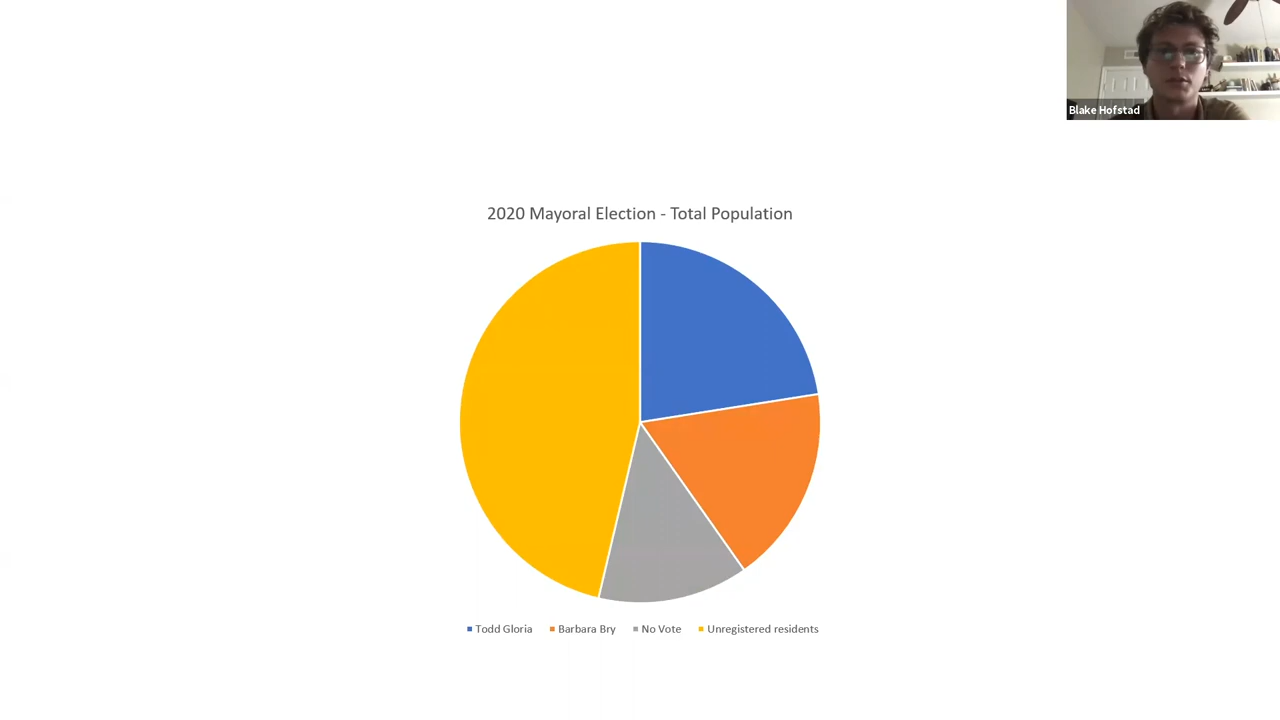 Blake Hofstad
2020 Mayoral Election - Total Population
Todd Gloria
Barbara Bry
No Vote
Unregistered residents